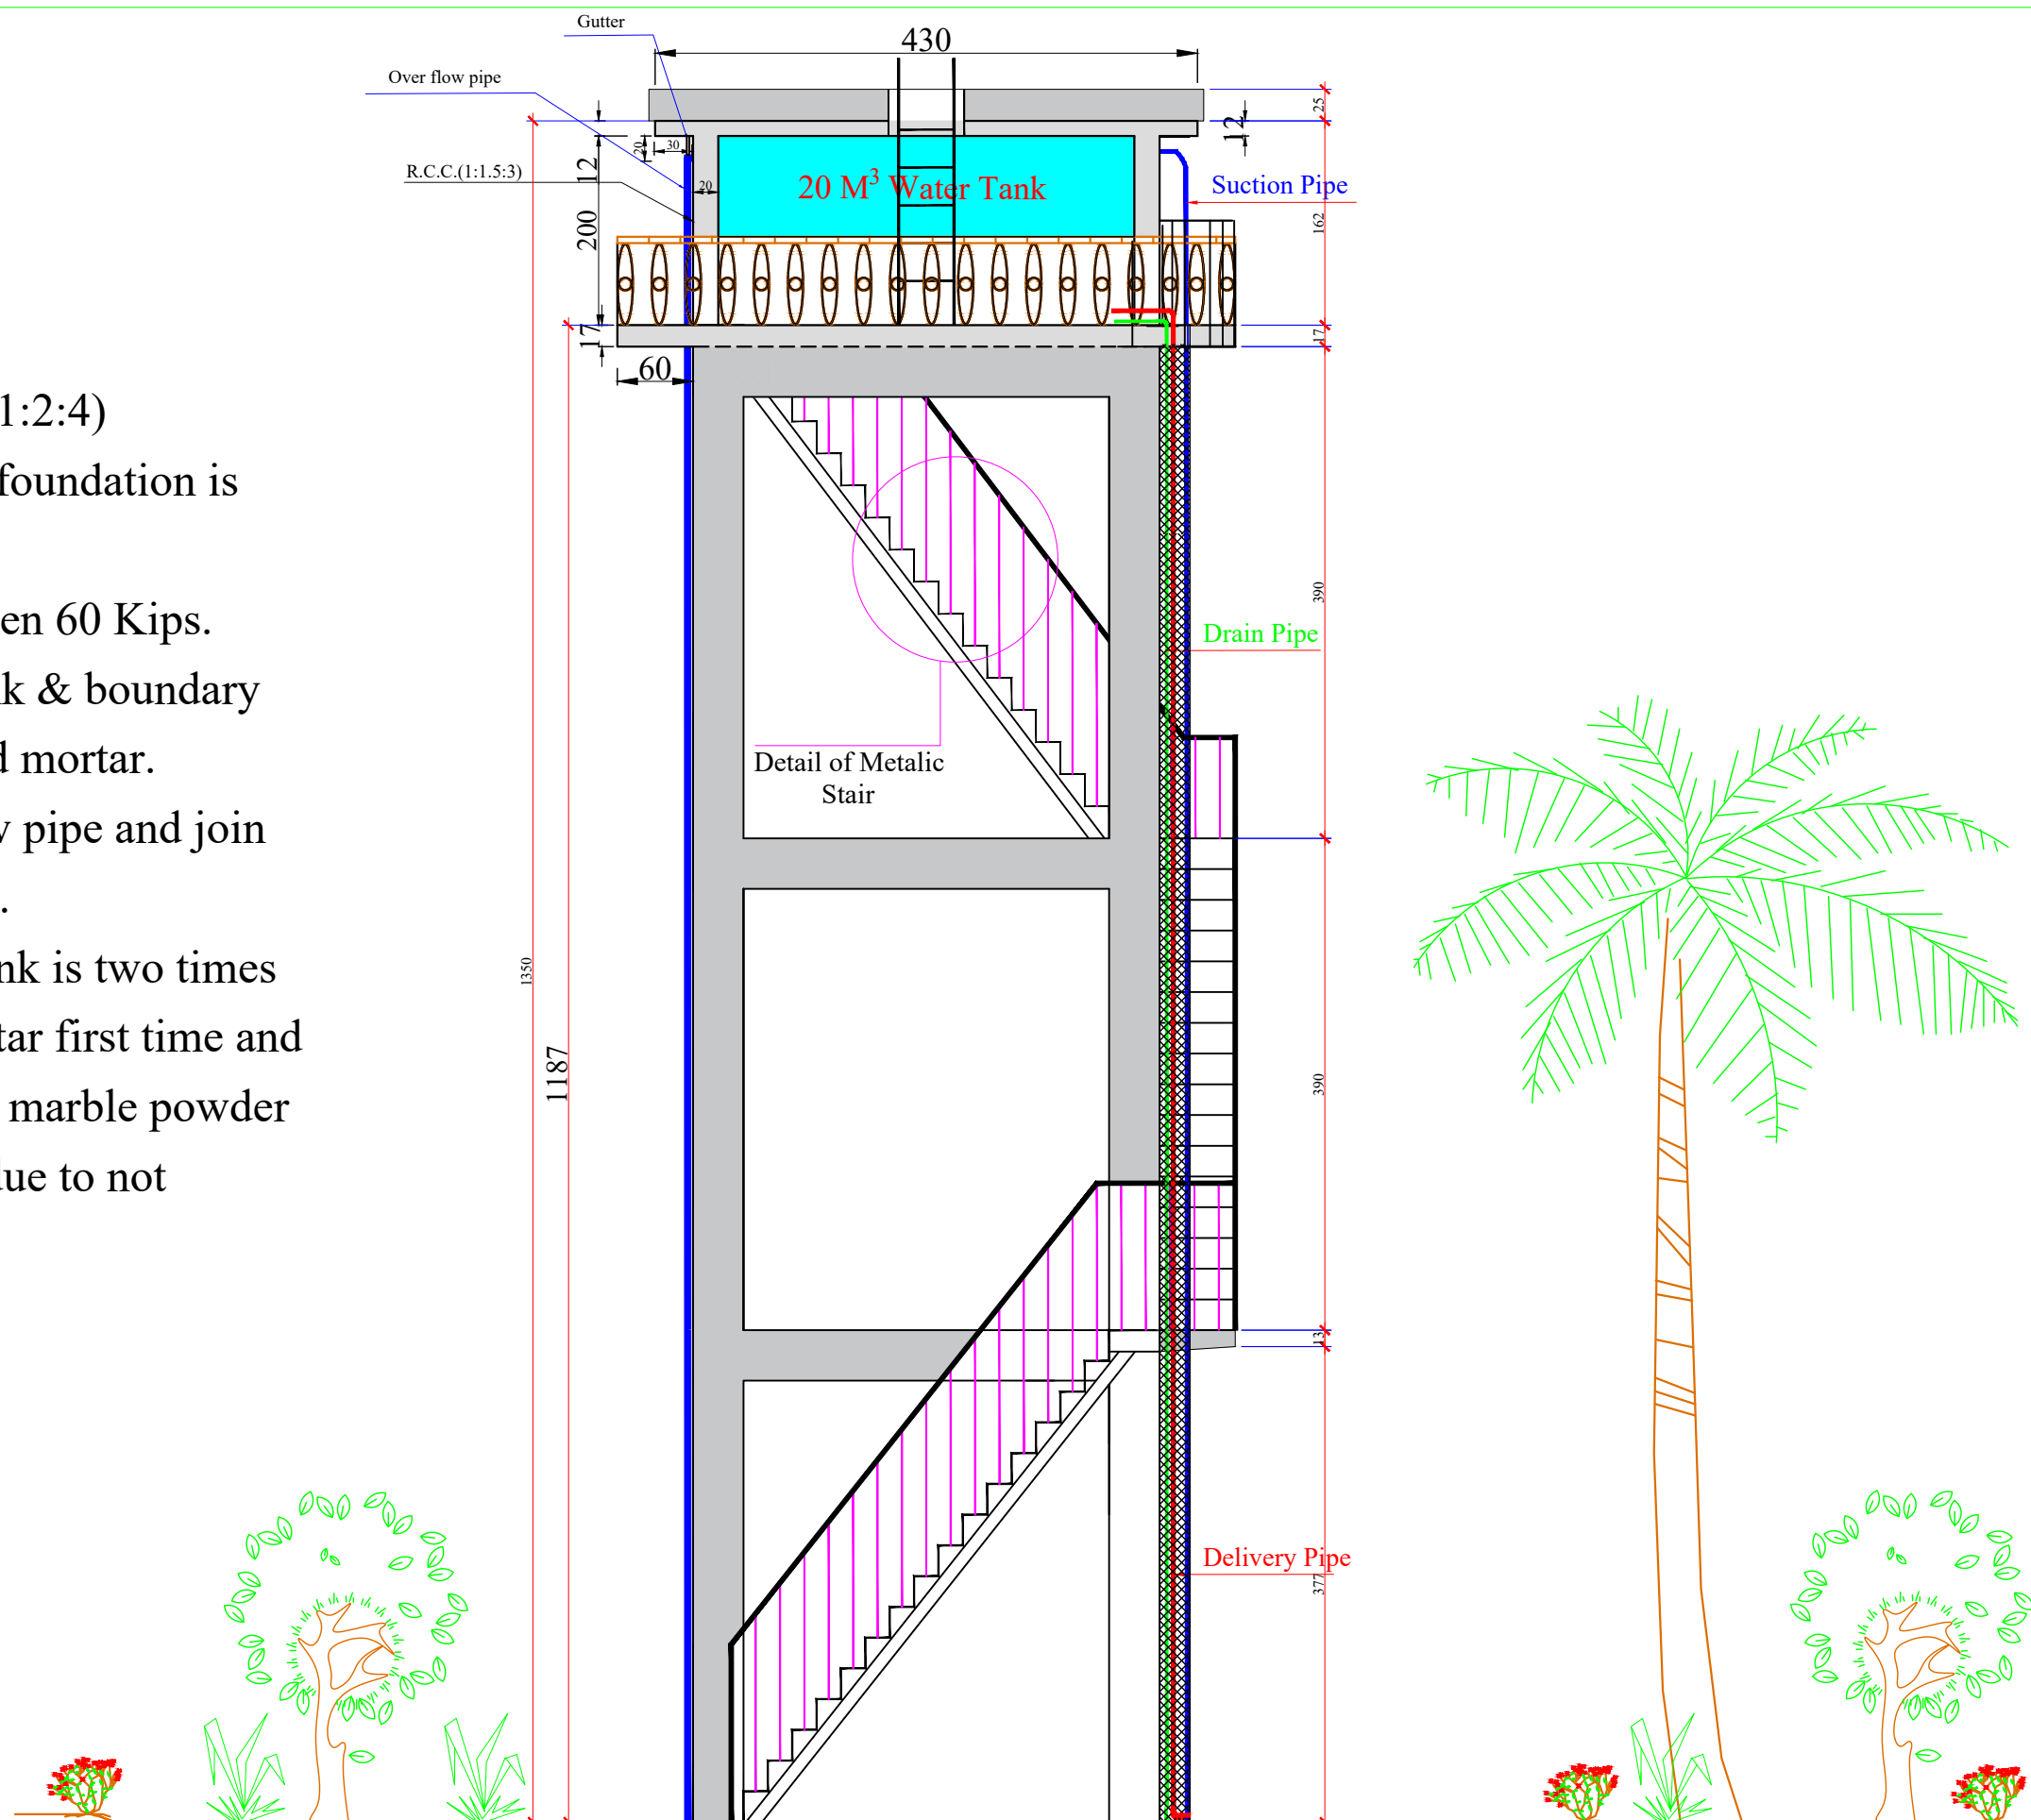 Gutter
430
Over flow pipe
25
12
20
30
12
R.C.C.(1:1.5:3)
20
20 M³ Water Tank
Suction Pipe
200
162
17
17
60
1:2:4)
foundation is
390
en 60 Kips.
Drain Pipe
k & boundary
d mortar.
Detail of Metalic
Stair
pipe and join
.
nk is two times
1350
tar first time and
1187
390
marble powder
due to not
13
Delivery Pipe
377